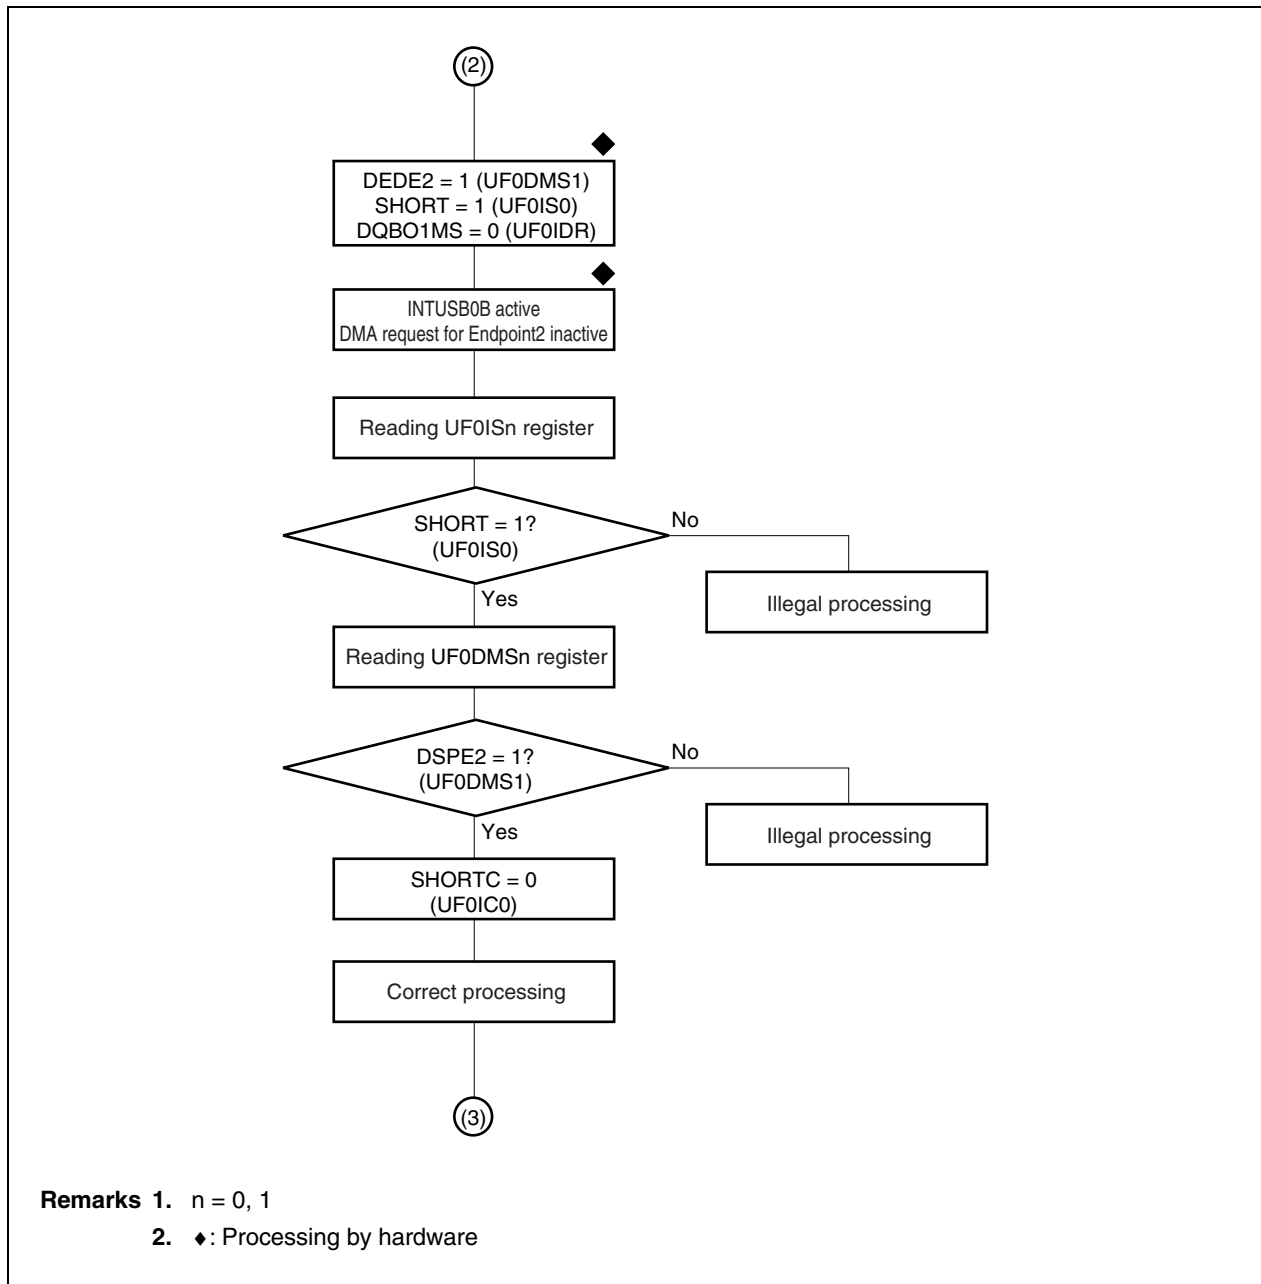 (2)
DEDE2 = 1 (UF0DMS1)
SHORT = 1 (UF0IS0)
DQBO1MS = 0 (UF0IDR)
INTUSB0B active
DMA request for Endpoint2 inactive
Reading UF0ISn register
SHORT = 1?
(UF0IS0)
No
Illegal processing
Yes
Reading UF0DMSn register
DSPE2 = 1?
(UF0DMS1)
No
Illegal processing
Yes
SHORTC = 0
(UF0IC0)
Correct processing
(3)
Remarks 1. n = 0, 1
2. ♦: Processing by hardware